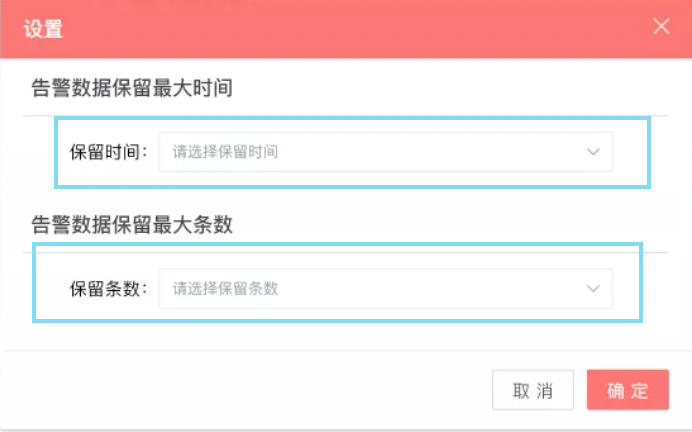 设置
告警数据保留最大时间
保留时间：
请选择保留时间
告警数据保留最大条数
保留条数：
请选择保留条数
取 消
确 定